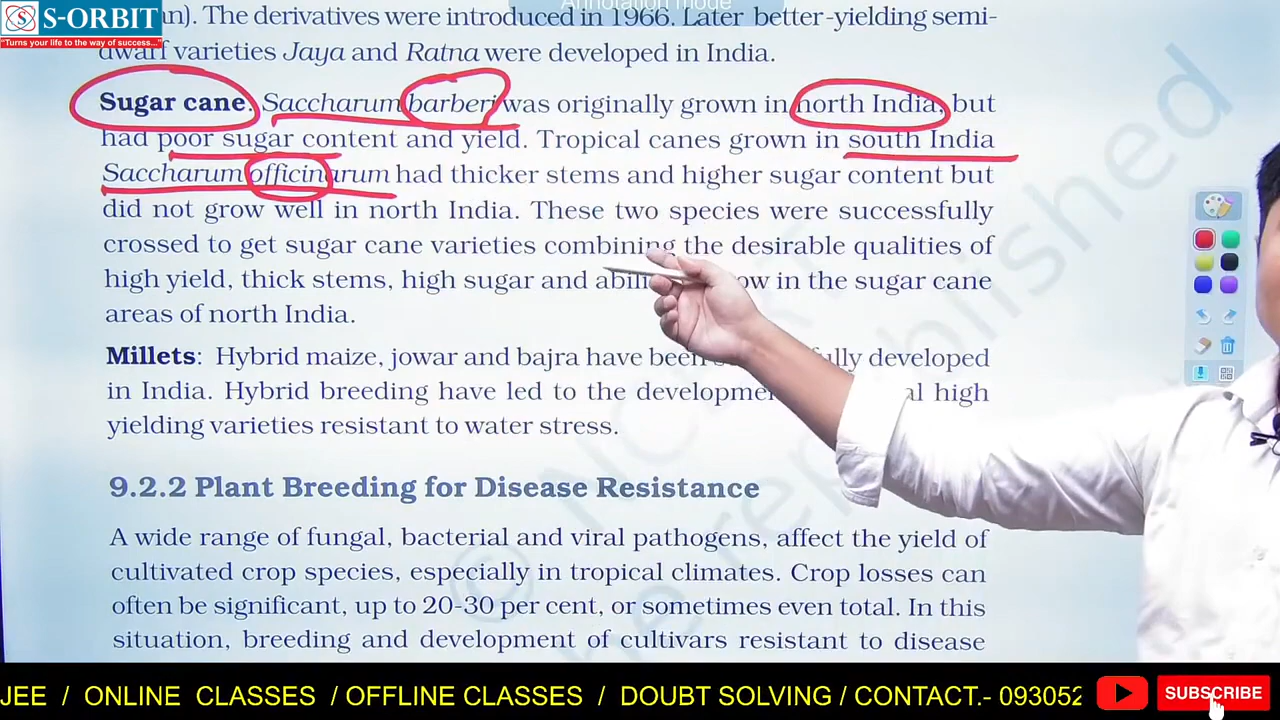 S-ORBIT
"Turns your life to the way of success..."
Annotation mode
The derivatives were introduced in 1966. Later better-yielding semi-
dwarf varieties Jaya and Ratna were developed in India.
Sugar cane: Saccharum barberi was originally grown in north India, but
had poor sugar content and yield. Tropical canes grown in south India
Saccharum officinarum had thicker stems and higher sugar content but
did not grow well in north India. These two species were successfully
crossed to get sugar cane varieties combining the desirable qualities of
high yield, thick stems, high sugar and in the sugar cane
areas of north India.
Millets: Hybrid maize, jowar and bajra have been developed
in India. Hybrid breeding have led to the high
yielding varieties resistant to water stress.
9.2.2 Plant Breeding for Disease Resistance
A wide range of fungal, bacterial and viral pathogens, affect the yield of
cultivated crop species, especially in tropical climates. Crop losses can
often be significant, up to 20-30 per cent, or sometimes even total. In this
situation, breeding and development of cultivars resistant to disease
JEE / ONLINE CLASSES / OFFLINE CLASSES / DOUBT SOLVING / CONTACT.- 093052
SUBSCRIBE